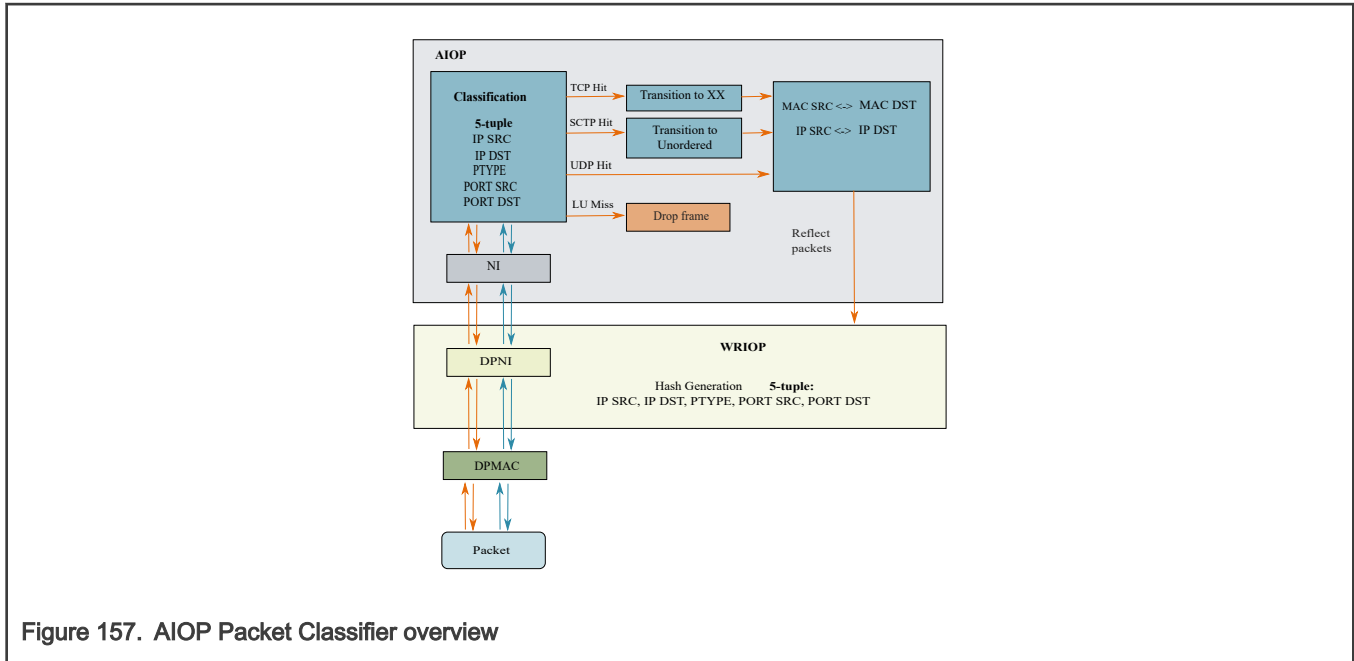 AIOP
Classification
5-tuple
IP SRC
IP DST
PTYPE
PORT SRC
PORT DST
TCP Hit
Transition to XX
SCTP Hit
Transition to
Unordered
UDP Hit
LU Miss
Drop frame
MAC SRC <-> MAC DST
IP SRC <-> IP DST
Reflect
packets
NI
WRIOP
DPNI
Hash Generation 5-tuple:
IP SRC, IP DST, PTYPE, PORT SRC, PORT DST
DPMAC
Packet
Figure 157. AIOP Packet Classifier overview